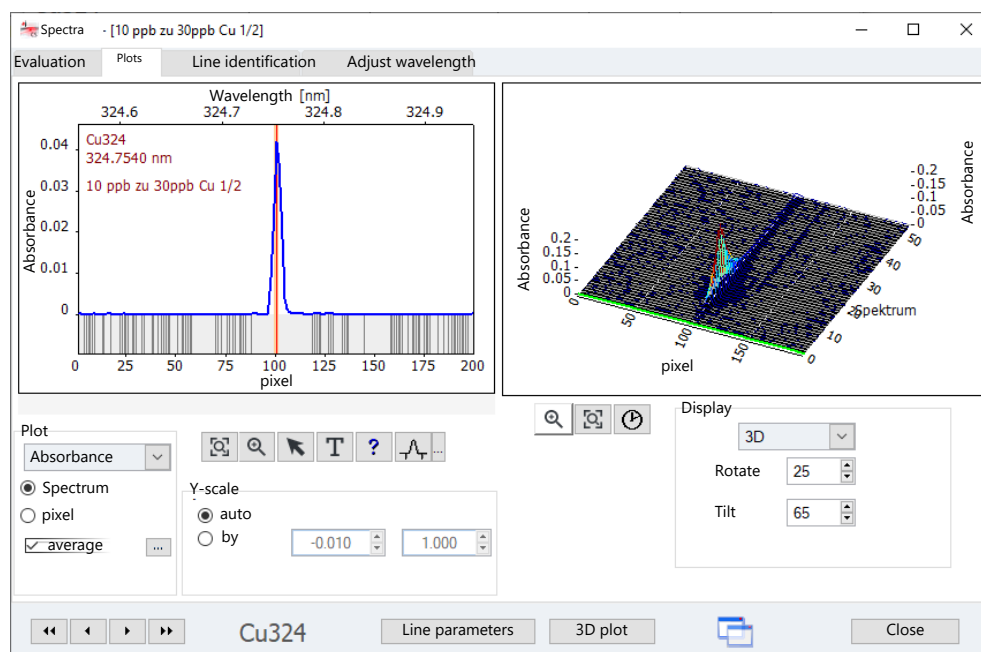 Spectra - [10 ppb zu 30ppb Cu 1/2]
Evaluation Plots Line identification Adjust wavelength
Wavelength [nm]
324.6 324.7 324.8 324.9
Cu324
324.7540 nm
10 ppb zu 30ppb Cu 1/2
Absorbance
0.04
0.03
0.02
0.01
0
0 25 50 75 100 125 150 175 200
pixel
Absorbance
0.2
0.15
0.1
0.05
0
0 50 100 150
pixel
0.2
0.15
0.1
0.05
0
Absorbance
50
40
30
20
10
0
Spektrum
Plot
Absorbance
Spectrum
pixel
average ...
T ? ...
Y-scale
auto
by -0.010 1.000
Display
3D
Rotate 25
Tilt 65
Cu324 Line parameters 3D plot Close